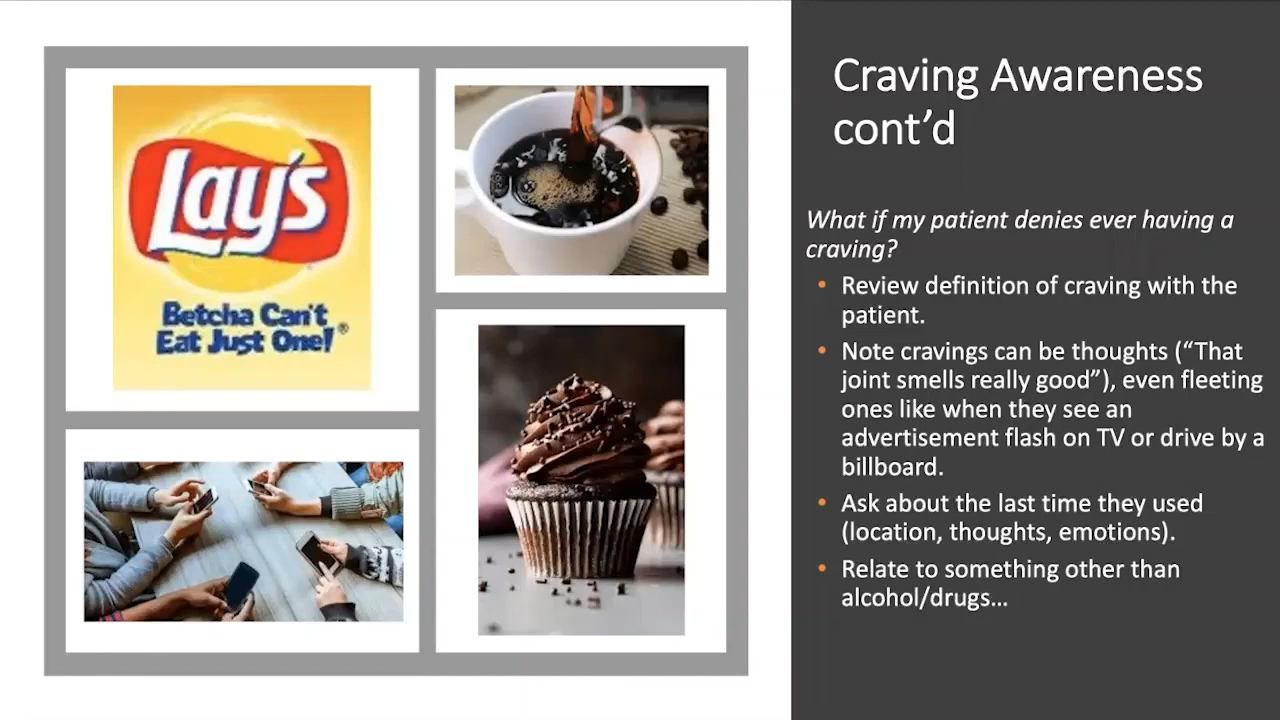 Lay's
Betcha Can't
Eat Just One!®
Craving Awareness
cont’d
What if my patient denies ever having a
craving?
• Review definition of craving with the
patient.
• Note cravings can be thoughts (“That
joint smells really good”), even fleeting
ones like when they see an
advertisement flash on TV or drive by a
billboard.
• Ask about the last time they used
(location, thoughts, emotions).
• Relate to something other than
alcohol/drugs…